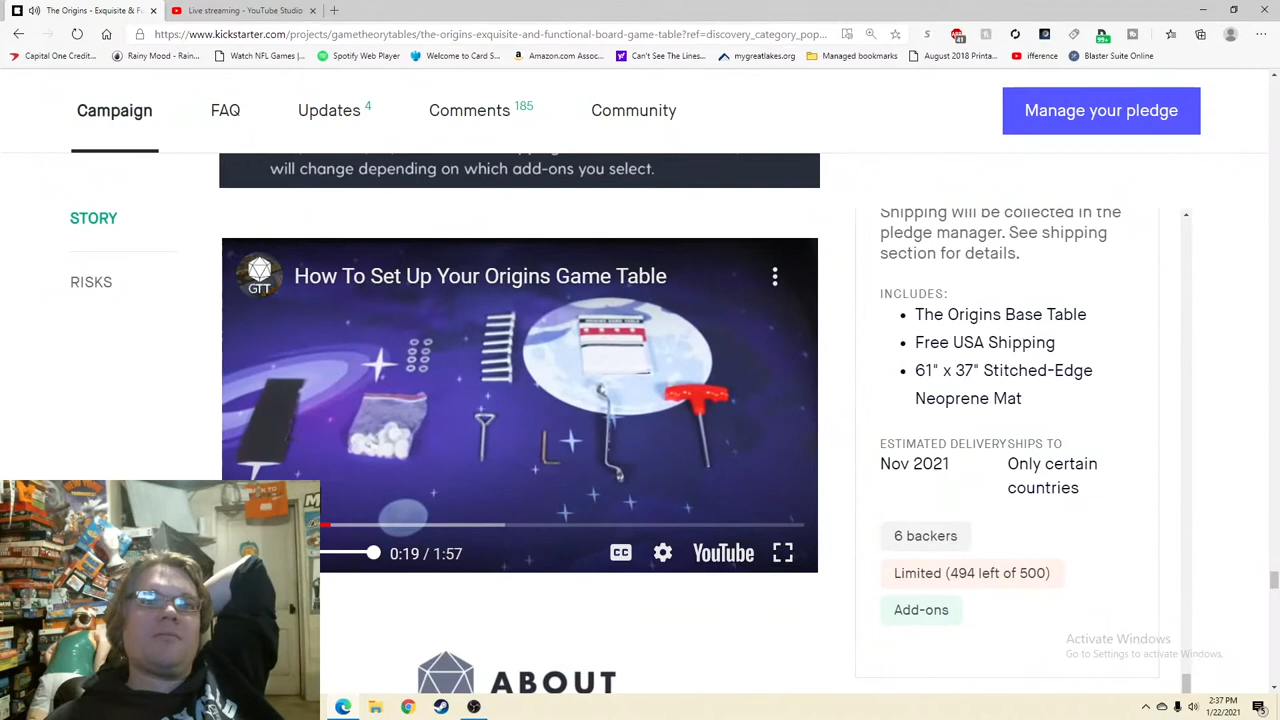 The Origins - Exquisite & Fu
Live streaming - YouTube Studio
https://www.kickstarter.com/projects/gametheorytables/the-origins-exquisite-and-functional-board-game-table?ref=discovery_category_pop...
Capital One Credit...
Rainy Mood - Rain...
Watch NFL Games |...
Spotify Web Player
Welcome to Card S...
Amazon.com Assoc...
Can't See The Lines...
mygreatlakes.org
Managed bookmarks
August 2018 Printa...
ifference
Blaster Suite Online
Campaign
FAQ
Updates 4
Comments 185
Community
Manage your pledge
will change depending on which add-ons you select.
STORY
RISKS
GTT
How To Set Up Your Origins Game Table
0:19 / 1:57
CC
YouTube
ABOUT
Shipping will be collected in the
pledge manager. See shipping
section for details.
INCLUDES:
• The Origins Base Table
• Free USA Shipping
• 61" x 37" Stitched-Edge
Neoprene Mat
ESTIMATED DELIVERY
SHIPS TO
Nov 2021
Only certain
countries
6 backers
Limited (494 left of 500)
Add-ons
Activate Windows
Go to Settings to activate Windows.
2:37 PM
1/22/2021